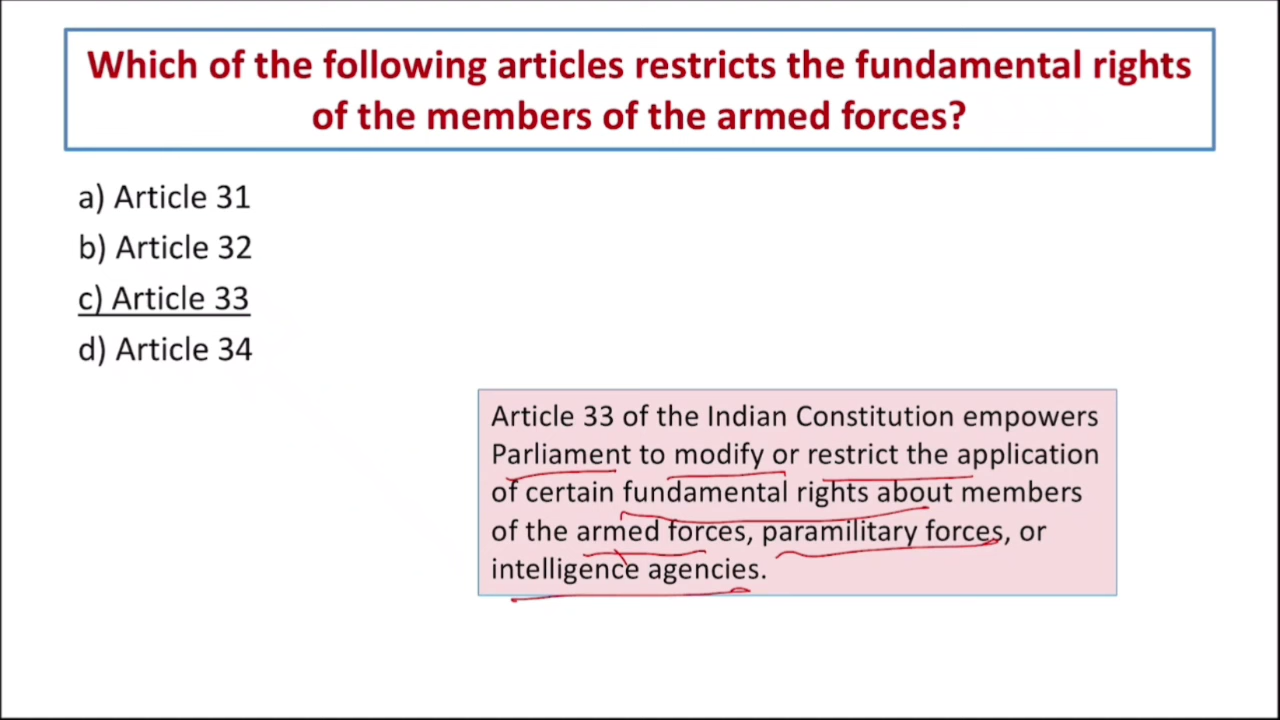 Which of the following articles restricts the fundamental rights
of the members of the armed forces?
a) Article 31
b) Article 32
c) Article 33
d) Article 34
Article 33 of the Indian Constitution empowers
Parliament to modify or restrict the application
of certain fundamental rights about members
of the armed forces, paramilitary forces, or
intelligence agencies.